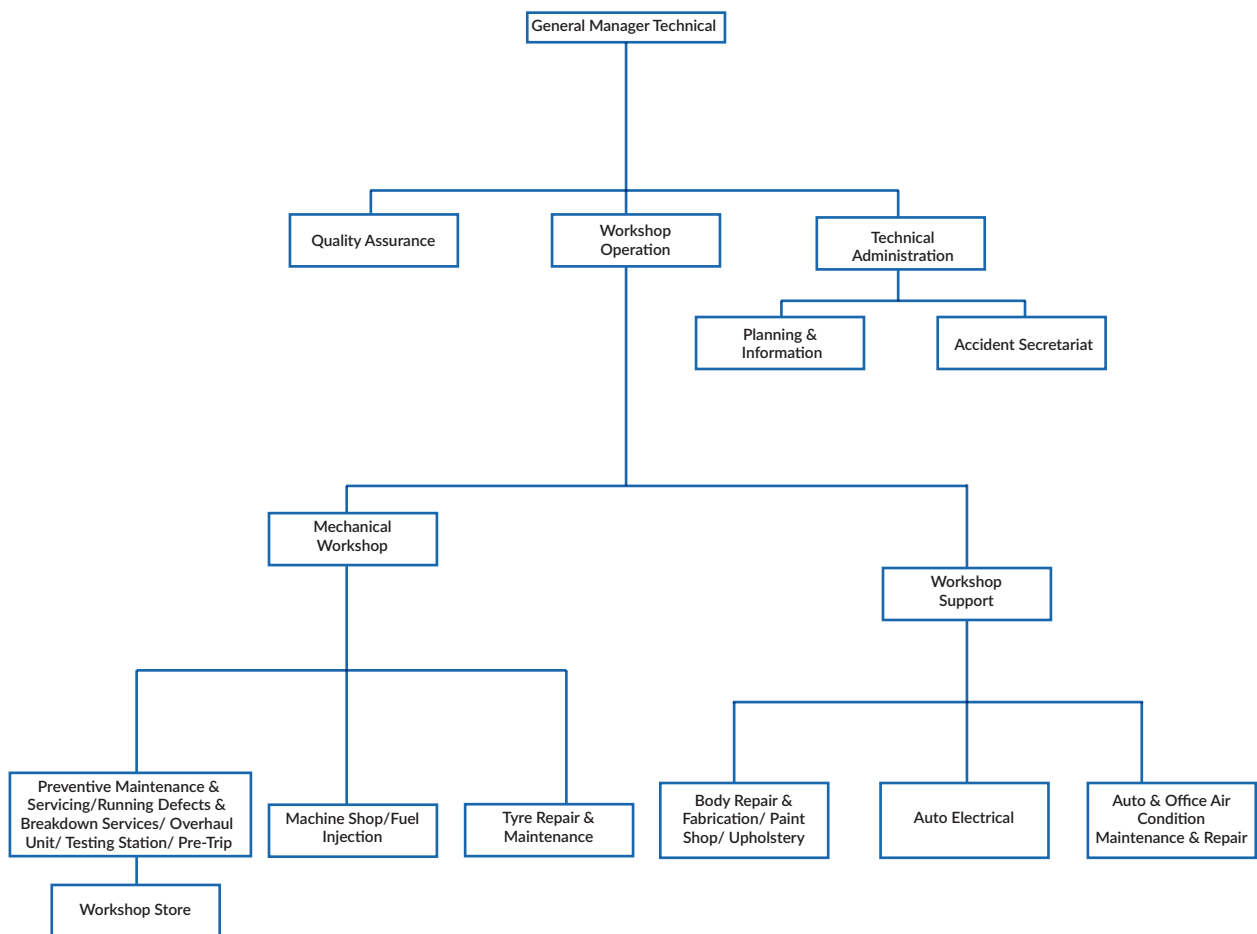 General Manager Technical
Quality Assurance
Workshop
Operation
Technical
Administration
Planning &
Information
Accident Secretariat
Mechanical
Workshop
Workshop
Support
Preventive Maintenance &
Servicing/Running Defects &
Breakdown Services/ Overhaul
Unit/ Testing Station/ Pre-Trip
Machine Shop/Fuel
Injection
Tyre Repair &
Maintenance
Body Repair &
Fabrication/ Paint
Shop/ Upholstery
Auto Electrical
Auto & Office Air
Condition
Maintenance & Repair
Workshop Store